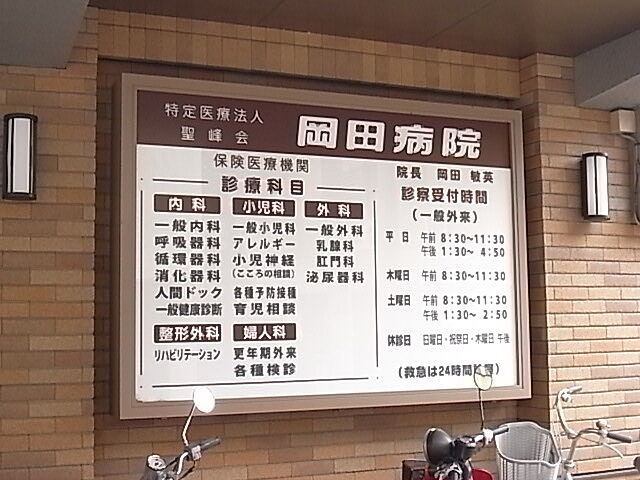 特定医療法人
聖峰会
岡田病院
保険医療機関
診療科目
内科
一般内科
呼吸器科
循環器科
消化器科
人間ドック
一般健康診断
小児科
一般小児科
アレルギー
小児神経
(こころの相談)
各種予防接種
育児相談
外科
一般外科
乳腺科
肛門科
泌尿器科
整形外科
リハビリテーション
婦人科
更年期外来
各種検診
院長 岡田 敏英
診察受付時間
(一般外来)
平日 午前 8:30~11:30
午後 1:30~ 4:50
木曜日 午前 8:30~11:30
土曜日 午前 8:30~11:30
午後 1:30~ 2:50
休診日 日曜日・祝祭日・木曜日 午後
(救急は24時間